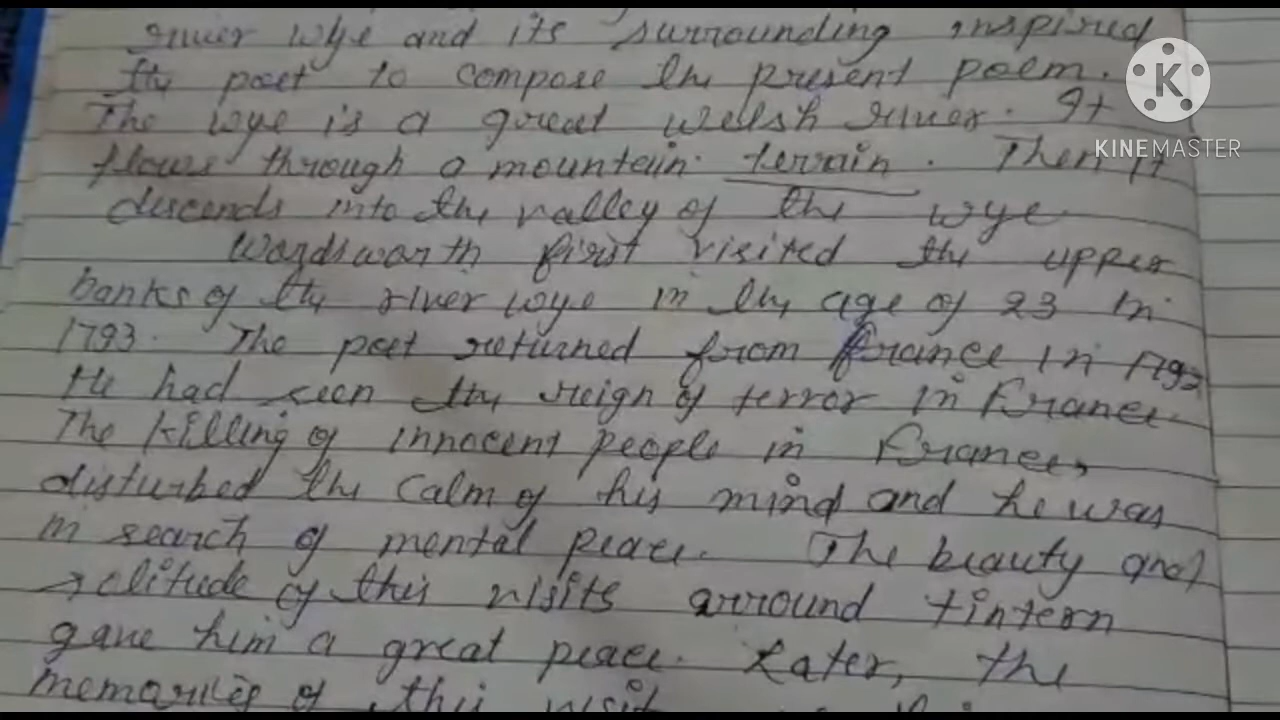 river wye and its surrounding inspired
the poet to compose the present poem.
The wye is a great welsh river. It
flows through a mountain terrain. Then it
descends into the valley of the wye
Wordsworth first visited the upper
banks of the river wye in the age of 23 in
1793. The poet returned from france in 1792
He had seen the reign of terror in France.
The killing of innocent people in France,
disturbed the calm of his mind and he was
in search of mental peace. The beauty and
solitude of this visits arround tintern
gave him a great peace. Later, the
memories of this visit
K
KINEMASTER